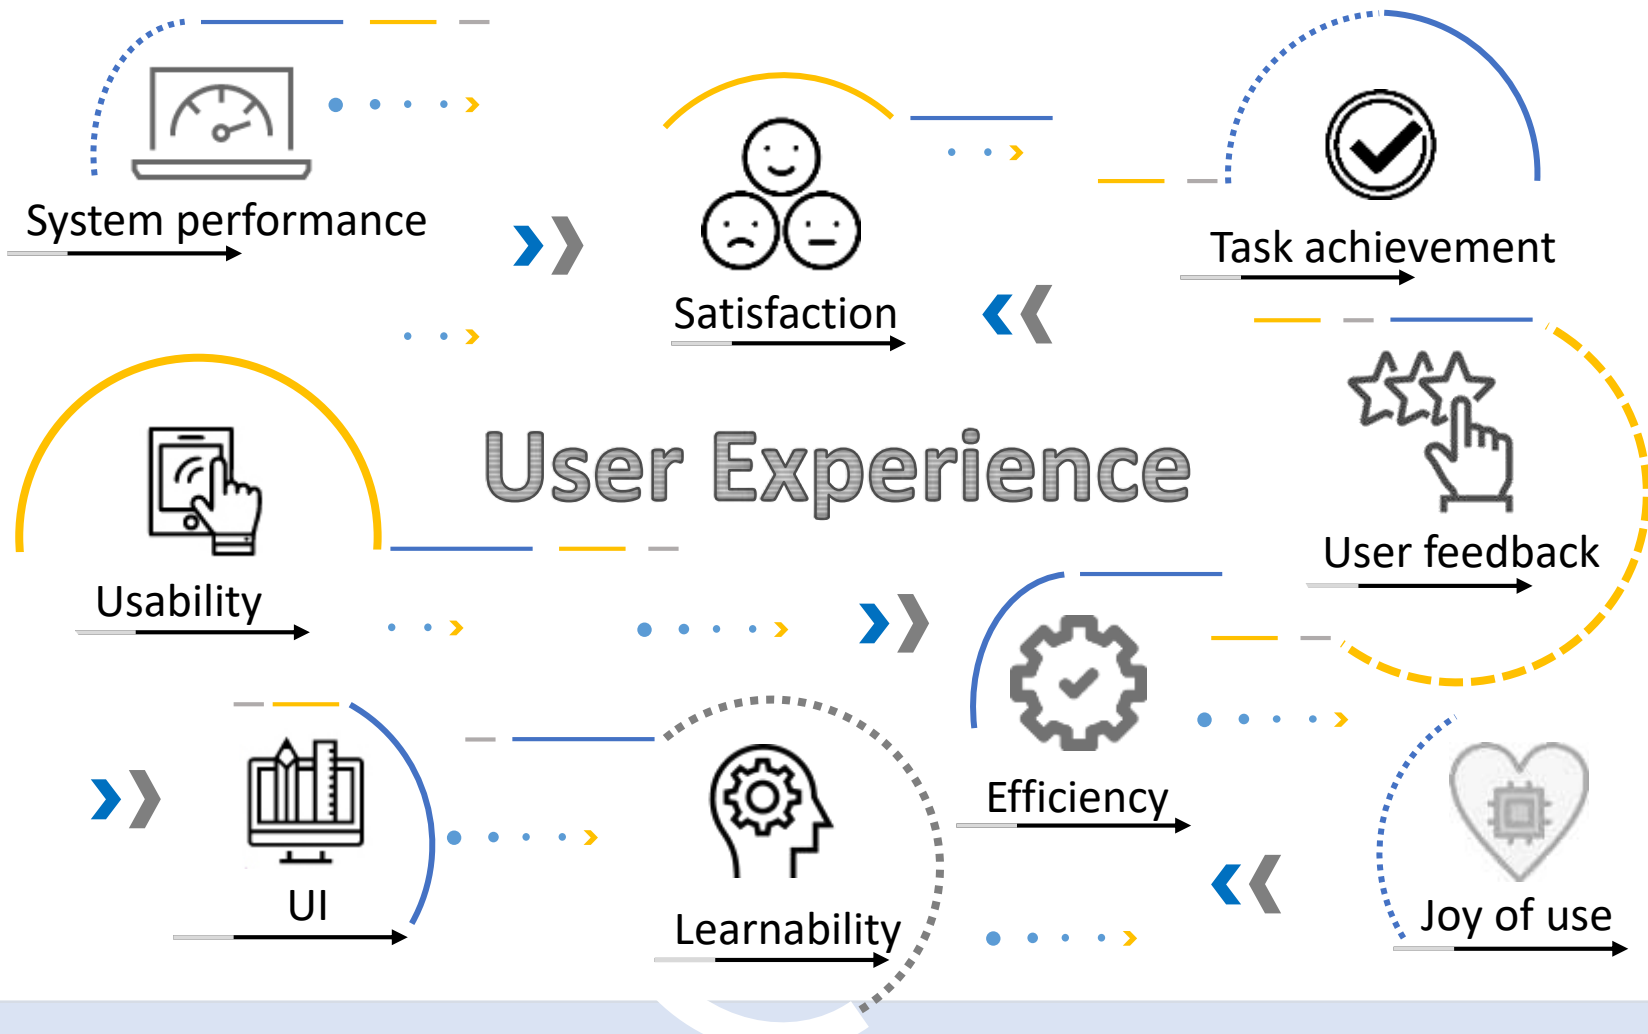 System performance
Satisfaction
Task achievement
User Experience
Usability
User feedback
UI
Learnability
Efficiency
Joy of use